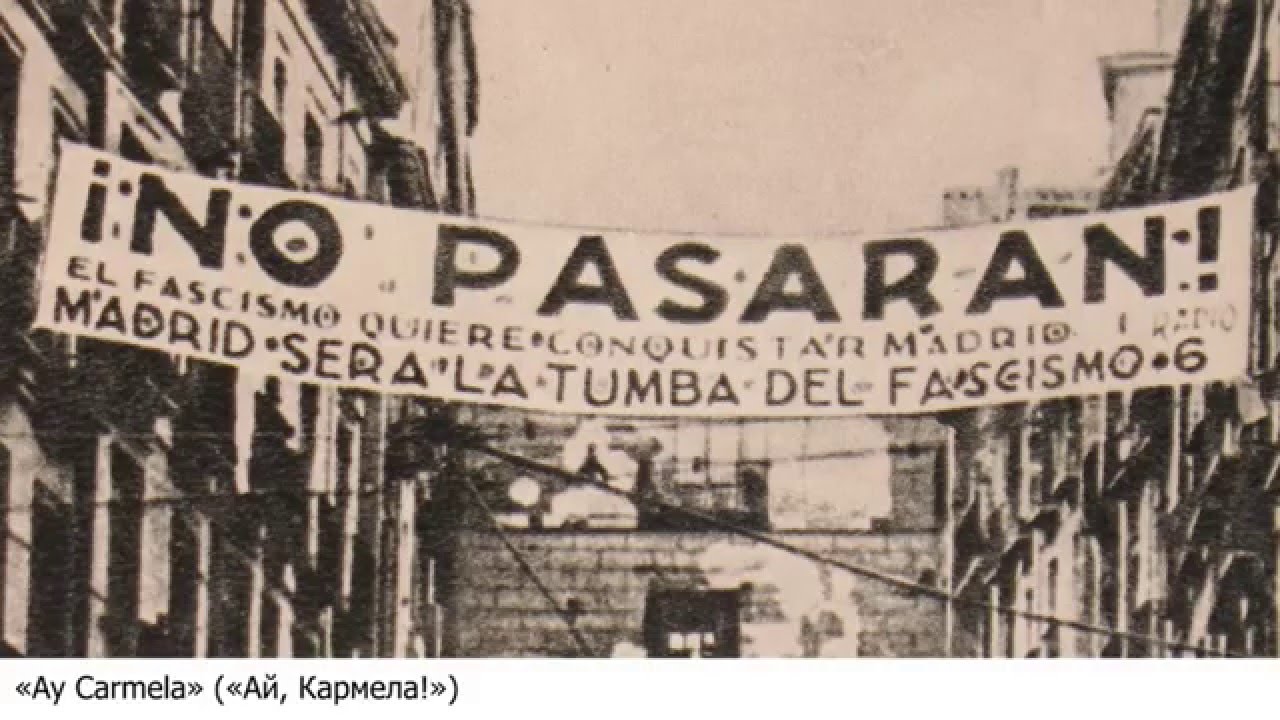 ¡NO PASARAN!
EL FASCISMO QUIERE CONQUISTAR MADRID
MADRID SERA LA TUMBA DEL FASCISMO
«Ay Carmela» («Ай, Кармела!»)